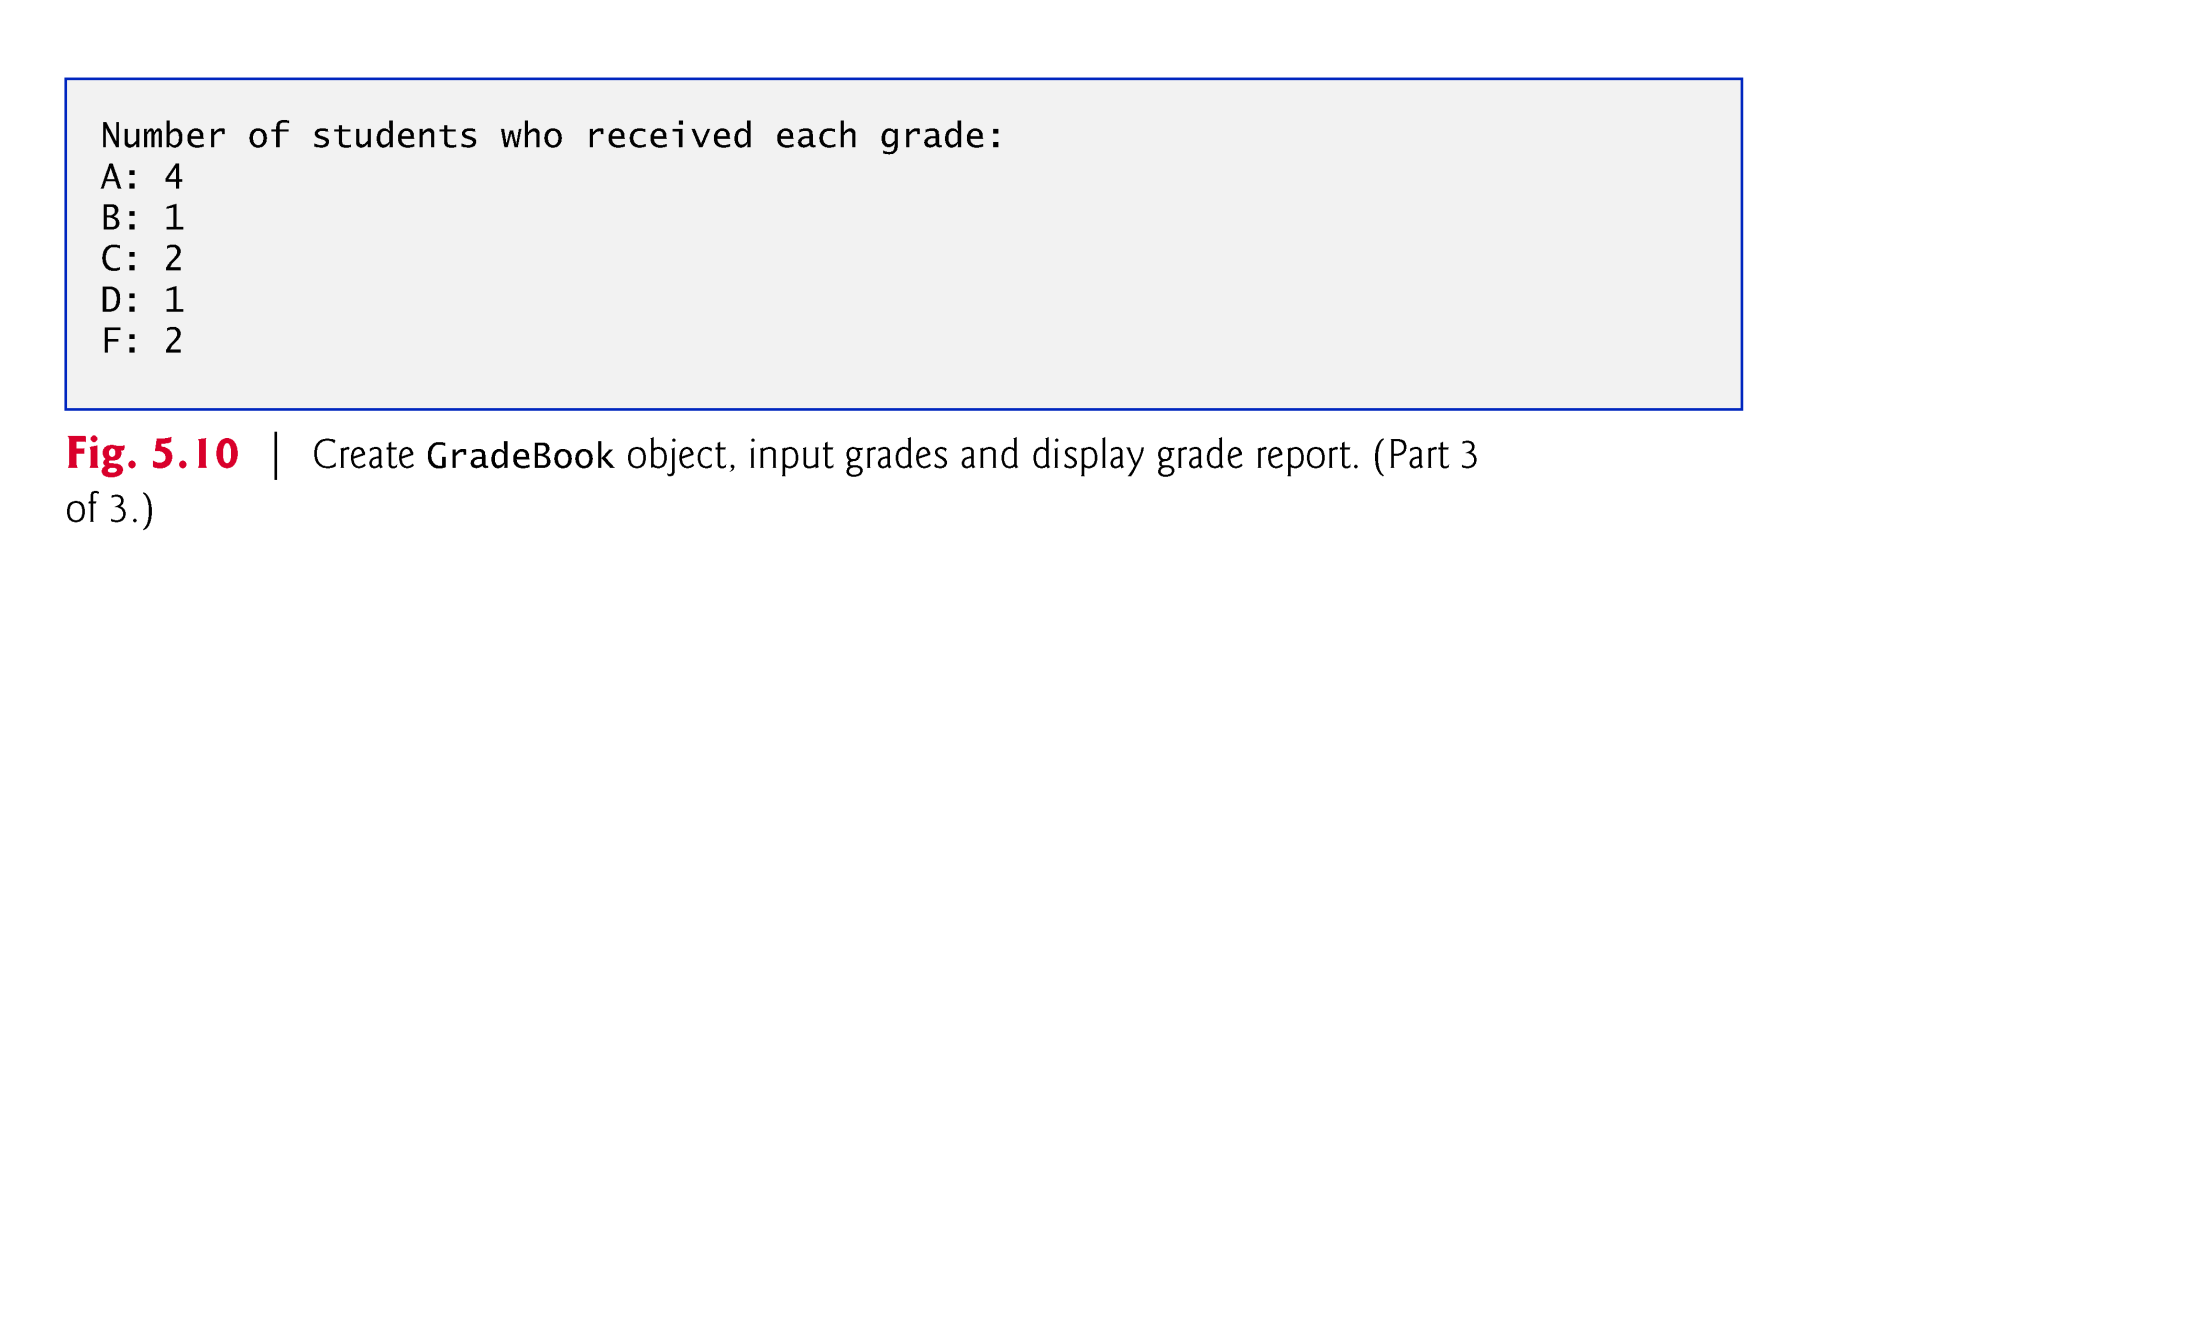 Number of students who received each grade:
A: 4
B: 1
C: 2
D: 1
F: 2
Fig. 5.10 | Create GradeBook object, input grades and display grade report. (Part 3
of 3.)